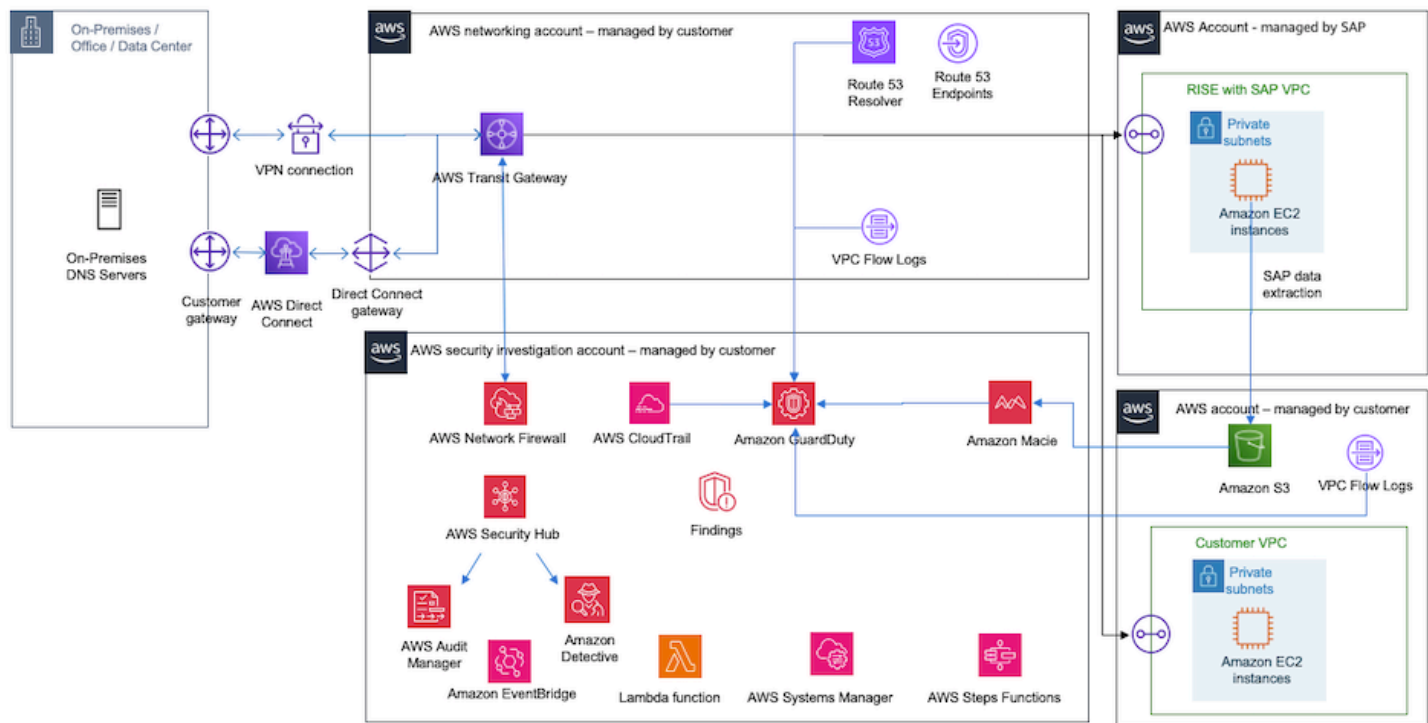 On-Premises /
Office / Data Center
aws
AWS networking account – managed by customer
Route 53
Resolver
Route 53
Endpoints
VPN connection
AWS Transit Gateway
On-Premises
DNS Servers
Customer
gateway
AWS Direct
Connect
Direct Connect
gateway
VPC Flow Logs
aws
AWS Account - managed by SAP
RISE with SAP VPC
Private
subnets
Amazon EC2
instances
SAP data
extraction
aws
AWS security investigation account – managed by customer
AWS Network Firewall
AWS CloudTrail
Amazon GuardDuty
Amazon Macie
AWS Security Hub
Findings
AWS Audit
Manager
Amazon
Detective
Amazon EventBridge
Lambda function
AWS Systems Manager
AWS Steps Functions
aws
AWS account – managed by customer
Amazon S3
VPC Flow Logs
Customer VPC
Private
subnets
Amazon EC2
instances